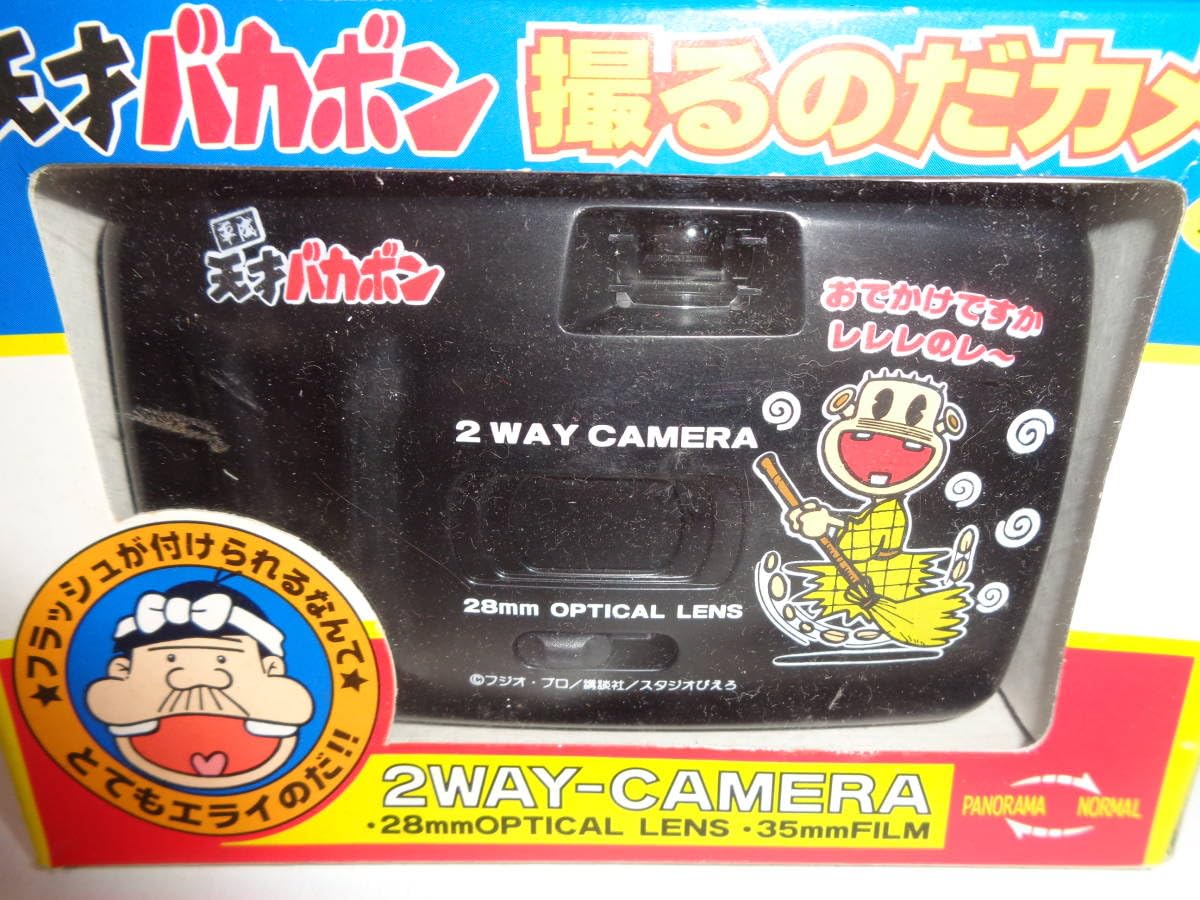 天才バカボン 撮るのだカメ
平成
天才バカボン
おでかけですか
レレレのレ〜
2 WAY CAMERA
28mm OPTICAL LENS
©フジオ・プロ/講談社/スタジオぴえろ
★フラッシュが付けられるなんて★
とてもエライのだ!!
2WAY-CAMERA
・28mmOPTICAL LENS ・35mmFILM
PANORAMA NORMAL